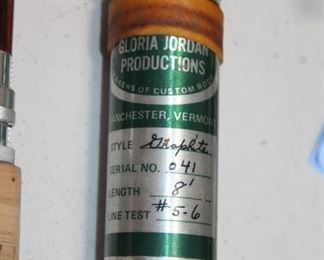 GLORIA JORDAN
PRODUCTIONS
MAKERS OF CUSTOM RODS
MANCHESTER, VERMONT
STYLE Graphite
SERIAL NO. 041
LENGTH 8'
LINE TEST #5-6